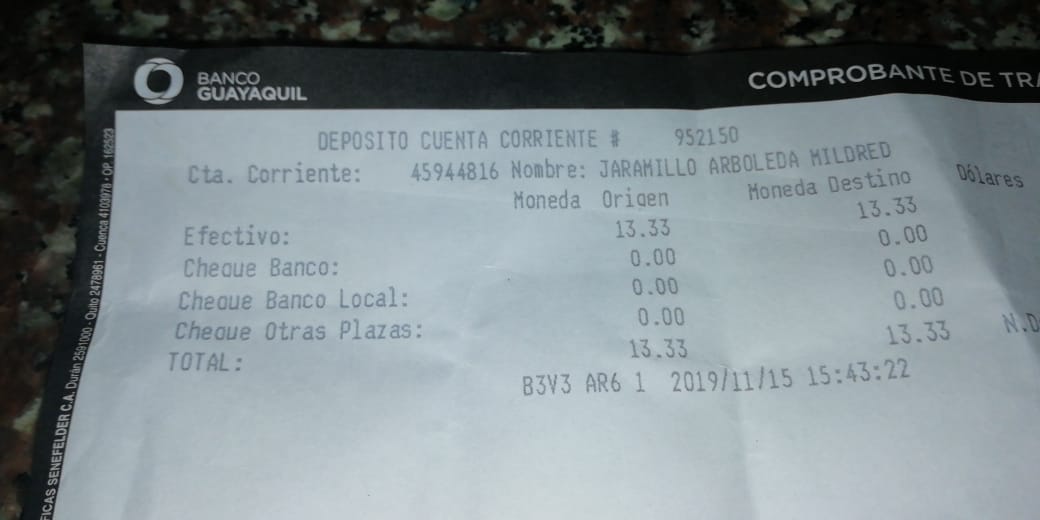 BANCO
GUAYAQUIL
COMPROBANTE DE TRA
DEPOSITO CUENTA CORRIENTE # 952150
Cta. Corriente: 45944816 Nombre: JARAMILLO ARBOLEDA MILDRED
Moneda Origen Moneda Destino Dólares
Efectivo: 13.33 13.33
Cheque Banco: 0.00 0.00
Cheque Banco Local: 0.00 0.00
Cheque Otras Plazas: 0.00 0.00
TOTAL: 13.33 13.33 N.D
B3V3 AR6 1 2019/11/15 15:43:22
FICAS SENEFELDER C.A. Durán 2591000 - Quito 2478961 - Cuenca 4103978 - OP. 162523